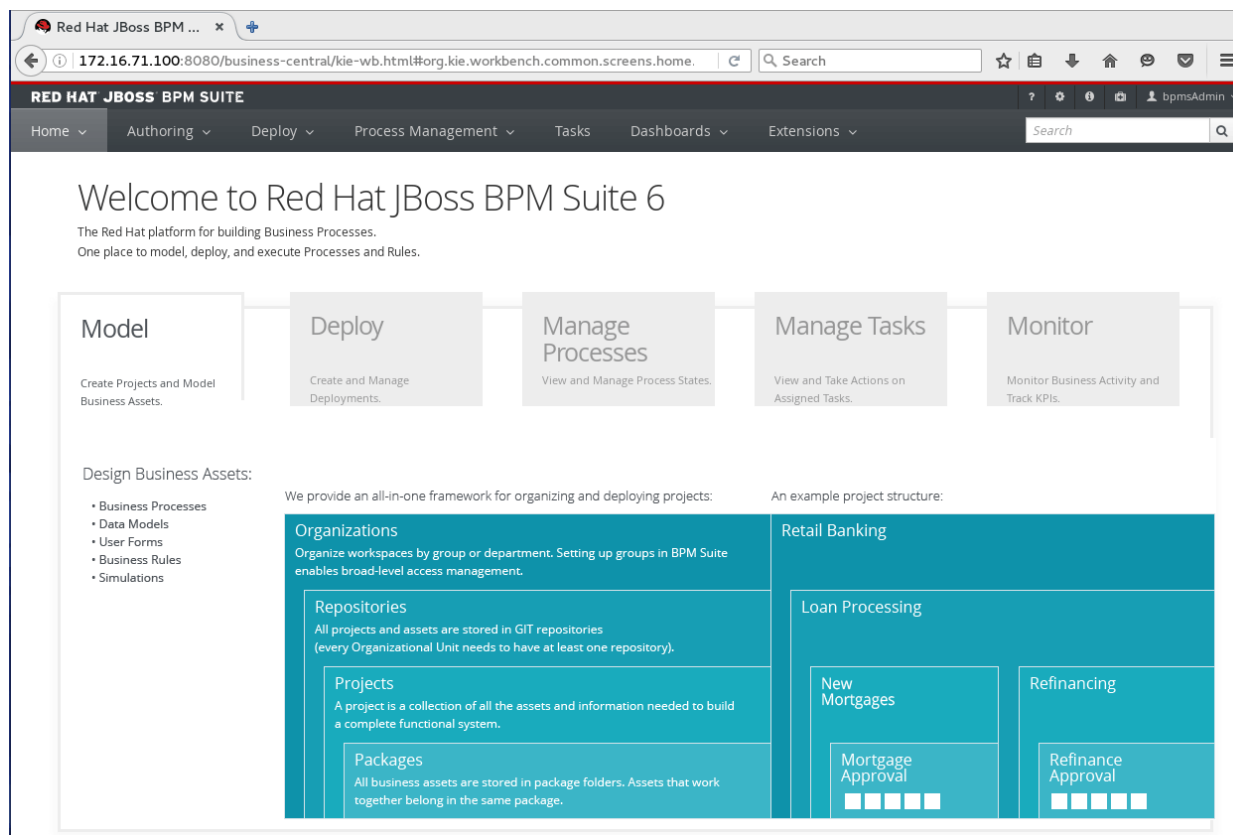 Red Hat JBoss BPM ...
172.16.71.100:8080/business-central/kie-wb.html#org.kie.workbench.common.screens.home.
Search
RED HAT JBOSS BPM SUITE
bpmsAdmin
Home
Authoring
Deploy
Process Management
Tasks
Dashboards
Extensions
Search
Welcome to Red Hat JBoss BPM Suite 6
The Red Hat platform for building Business Processes.
One place to model, deploy, and execute Processes and Rules.
Model
Create Projects and Model
Business Assets.
Deploy
Create and Manage
Deployments.
Manage
Processes
View and Manage Process States.
Manage Tasks
View and Take Actions on
Assigned Tasks.
Monitor
Monitor Business Activity and
Track KPIs.
Design Business Assets:
• Business Processes
• Data Models
• User Forms
• Business Rules
• Simulations
We provide an all-in-one framework for organizing and deploying projects:
Organizations
Organize workspaces by group or department. Setting up groups in BPM Suite
enables broad-level access management.
Repositories
All projects and assets are stored in GIT repositories
(every Organizational Unit needs to have at least one repository).
Projects
A project is a collection of all the assets and information needed to build
a complete functional system.
Packages
All business assets are stored in package folders. Assets that work
together belong in the same package.
An example project structure:
Retail Banking
Loan Processing
New
Mortgages
Mortgage
Approval
Refinancing
Refinance
Approval